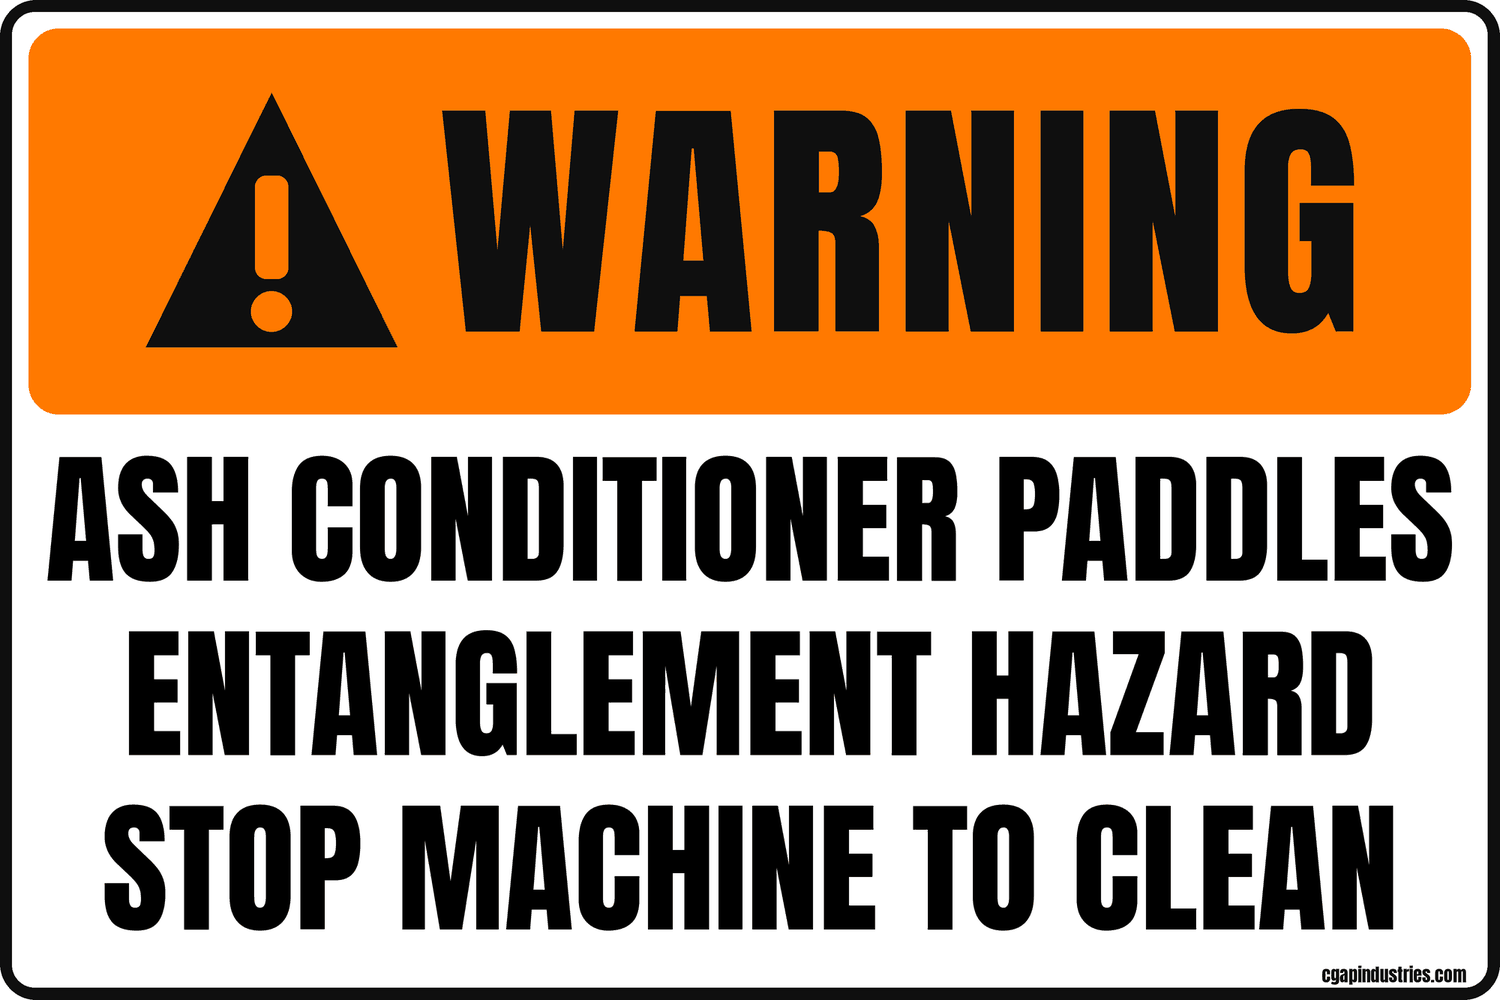 WARNING
ASH CONDITIONER PADDLES
ENTANGLEMENT HAZARD
STOP MACHINE TO CLEAN
cgapindustries.com